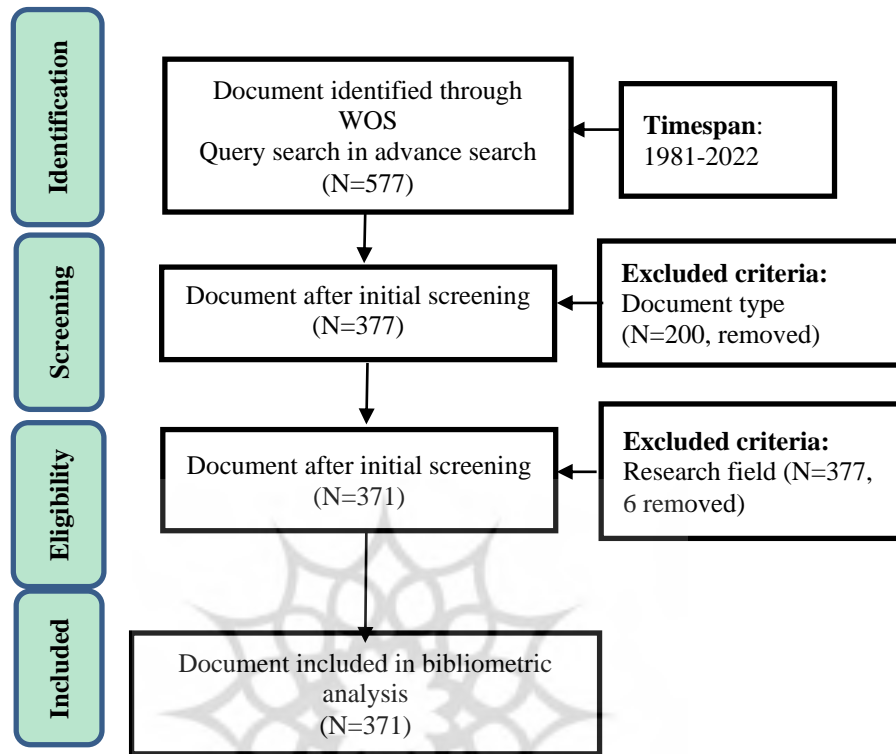 Identification
Document identified through
WOS
Query search in advance search
(N=577)
Timespan:
1981-2022
Screening
Document after initial screening
(N=377)
Excluded criteria:
Document type
(N=200, removed)
Eligibility
Document after initial screening
(N=371)
Excluded criteria:
Research field (N=377,
6 removed)
Included
Document included in bibliometric
analysis
(N=371)